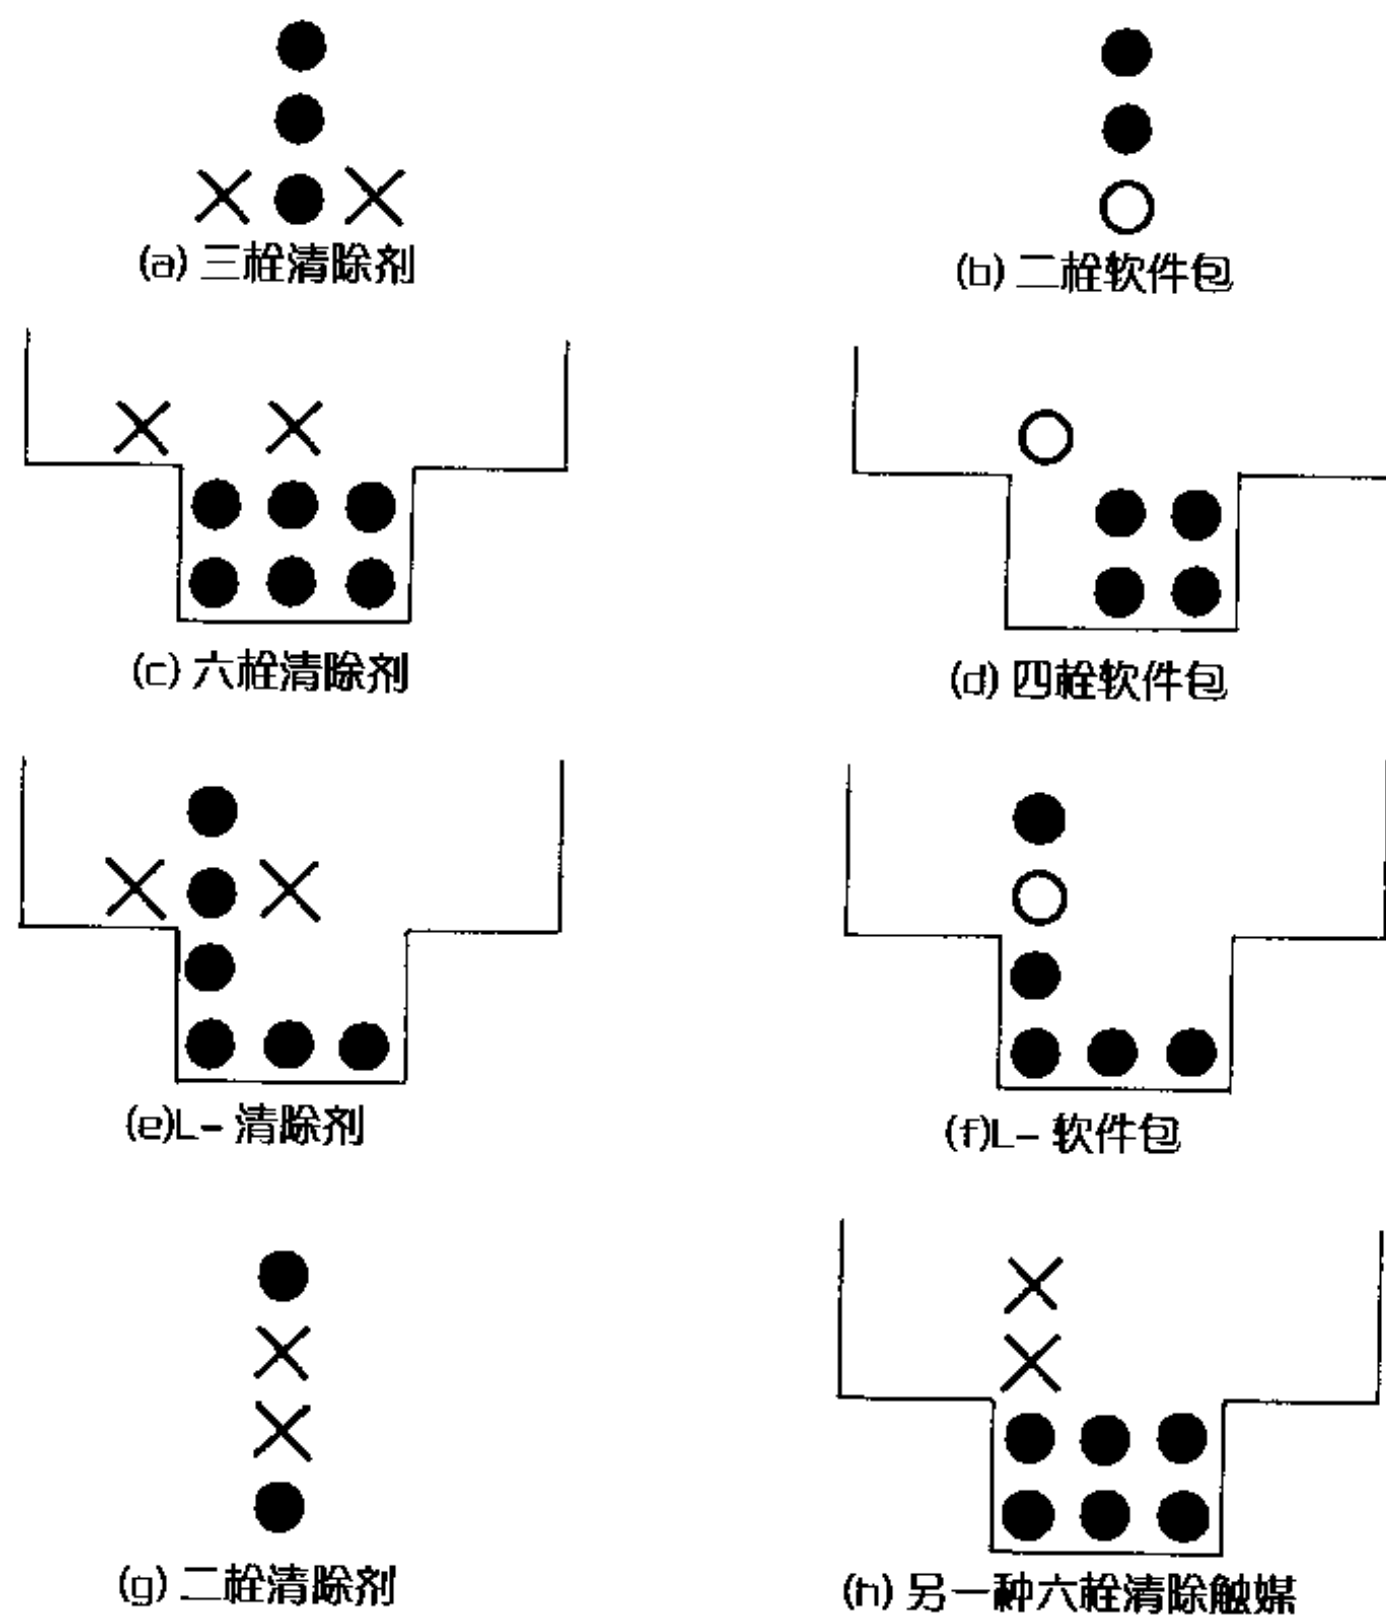 (a) 三栓清除剂
(b) 二栓软件包
(c) 六栓清除剂
(d) 四栓软件包
(e)L- 清除剂
(f)L- 软件包
(g) 二栓清除剂
(h) 另一种六栓清除触媒